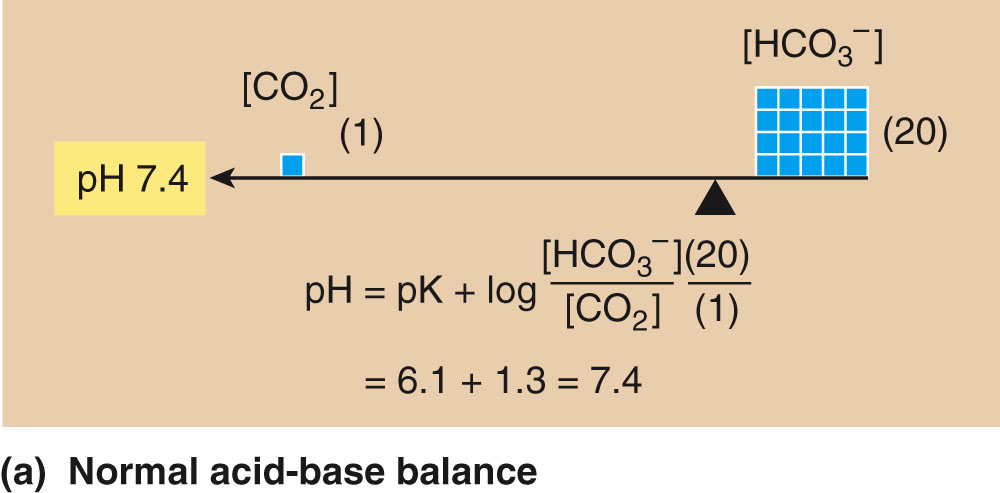 [HCO₃⁻]
[CO₂]
(1)
(20)
pH 7.4
pH = pK + log [HCO₃⁻](20) / [CO₂] (1)
= 6.1 + 1.3 = 7.4
(a) Normal acid-base balance